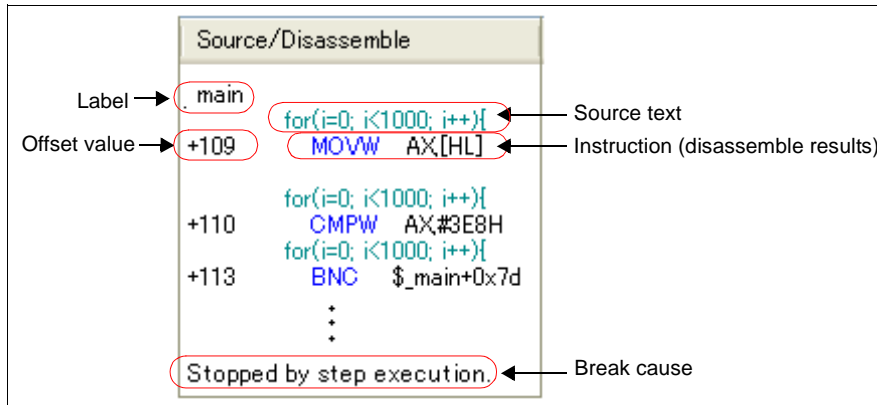 Source/Disassemble
Label
_main
for(i=0; i<1000; i++){
Source text
Offset value
+109 MOVW AX,[HL]
Instruction (disassemble results)
for(i=0; i<1000; i++){
+110 CMPW AX,#3E8H
for(i=0; i<1000; i++){
+113 BNC $_main+0x7d
Stopped by step execution.
Break cause